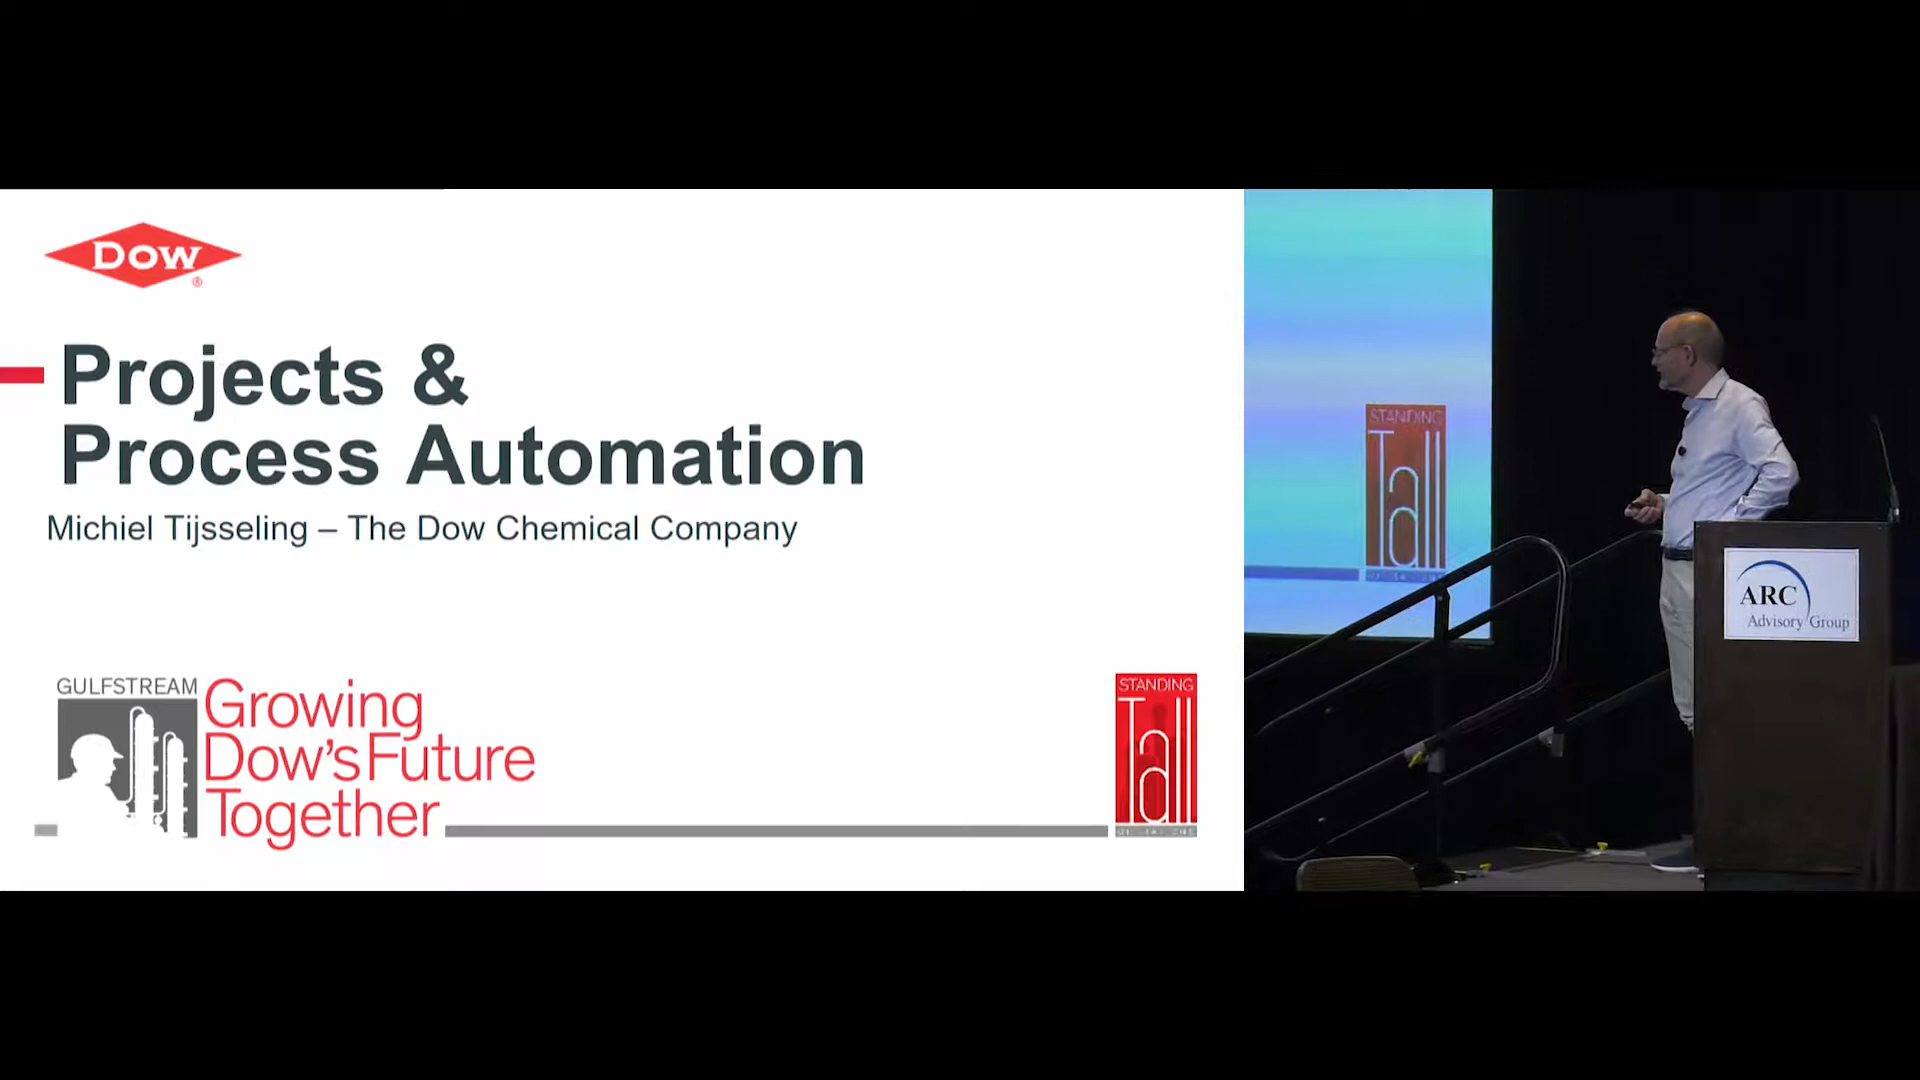 DOW
®
Projects &
Process Automation
Michiel Tijsseling – The Dow Chemical Company
GULFSTREAM
Growing
Dow's Future
Together
STANDING
Tall
STANDING
Tall
ARC
Advisory Group